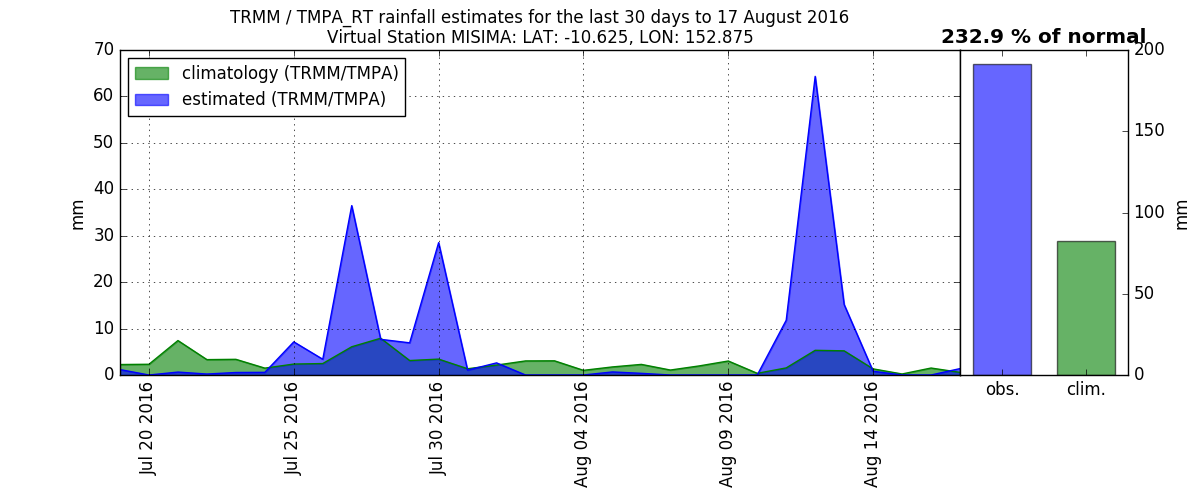 TRMM / TMPA_RT rainfall estimates for the last 30 days to 17 August 2016
Virtual Station MISIMA: LAT: -10.625, LON: 152.875
232.9 % of normal
climatology (TRMM/TMPA)
estimated (TRMM/TMPA)
mm
70
60
50
40
30
20
10
0
Jul 20 2016
Jul 25 2016
Jul 30 2016
Aug 04 2016
Aug 09 2016
Aug 14 2016
obs.
clim.
200
150
100
50
0
mm